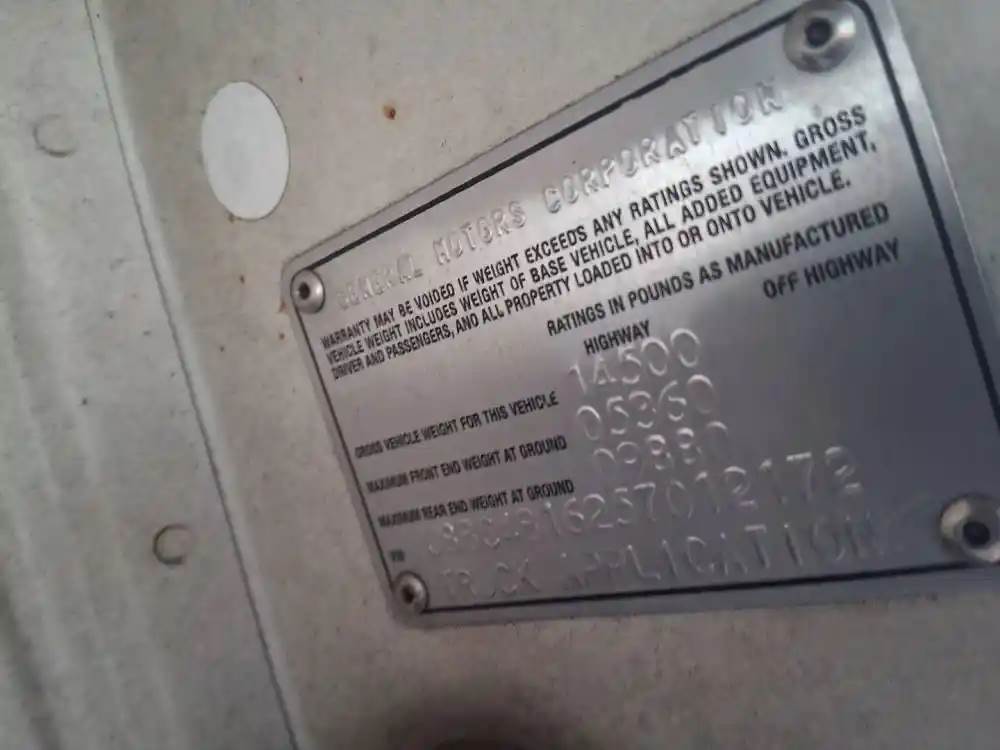 GENERAL MOTORS CORPORATION
WARRANTY MAY BE VOIDED IF WEIGHT EXCEEDS ANY RATINGS SHOWN. GROSS
VEHICLE WEIGHT INCLUDES WEIGHT OF BASE VEHICLE, ALL ADDED EQUIPMENT,
DRIVER AND PASSENGERS, AND ALL PROPERTY LOADED INTO OR ONTO VEHICLE.
RATINGS IN POUNDS AS MANUFACTURED
HIGHWAY OFF HIGHWAY
GROSS VEHICLE WEIGHT FOR THIS VEHICLE 14500
MAXIMUM FRONT END WEIGHT AT GROUND 05360
MAXIMUM REAR END WEIGHT AT GROUND 09880
VIN
TRUCK APPLICATION